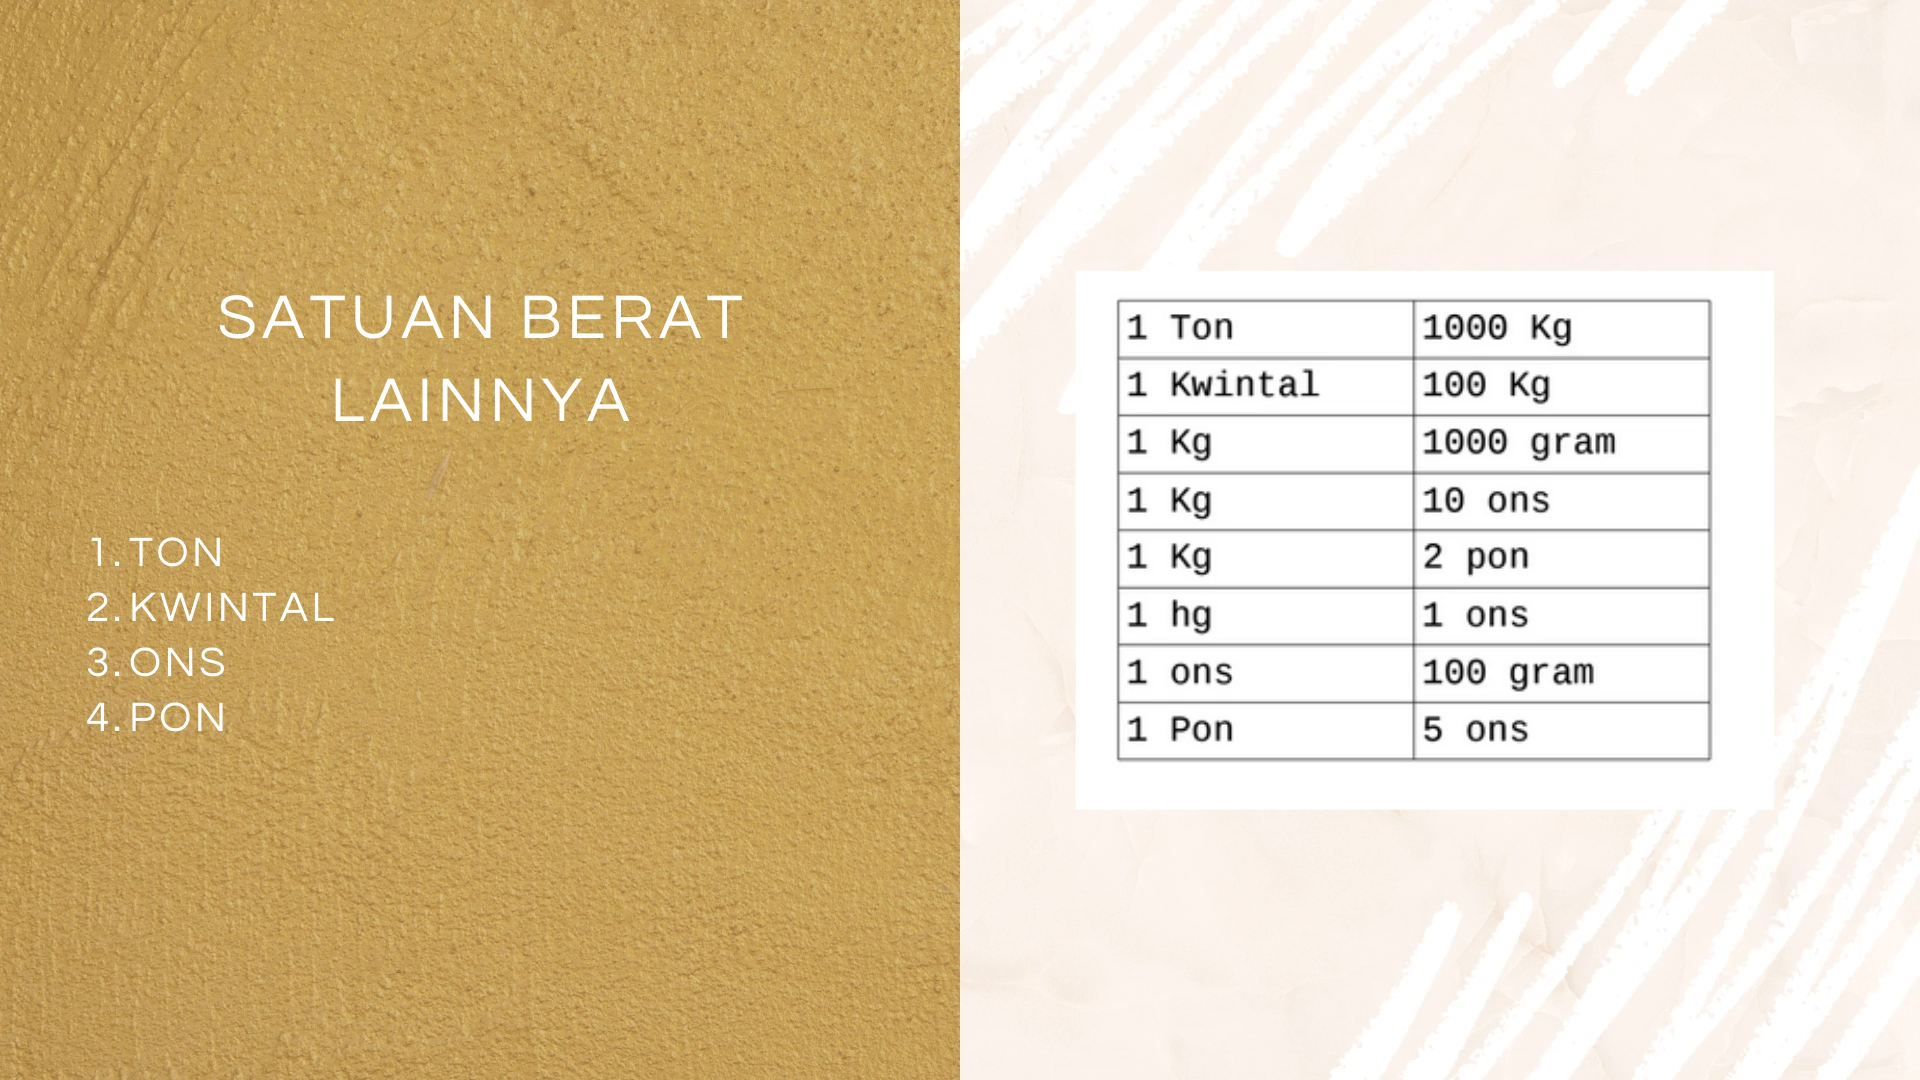 SATUAN BERAT
LAINNYA
1. TON
2. KWINTAL
3. ONS
4. PON
1 Ton 1000 Kg
1 Kwintal 100 Kg
1 Kg 1000 gram
1 Kg 10 ons
1 Kg 2 pon
1 hg 1 ons
1 ons 100 gram
1 Pon 5 ons